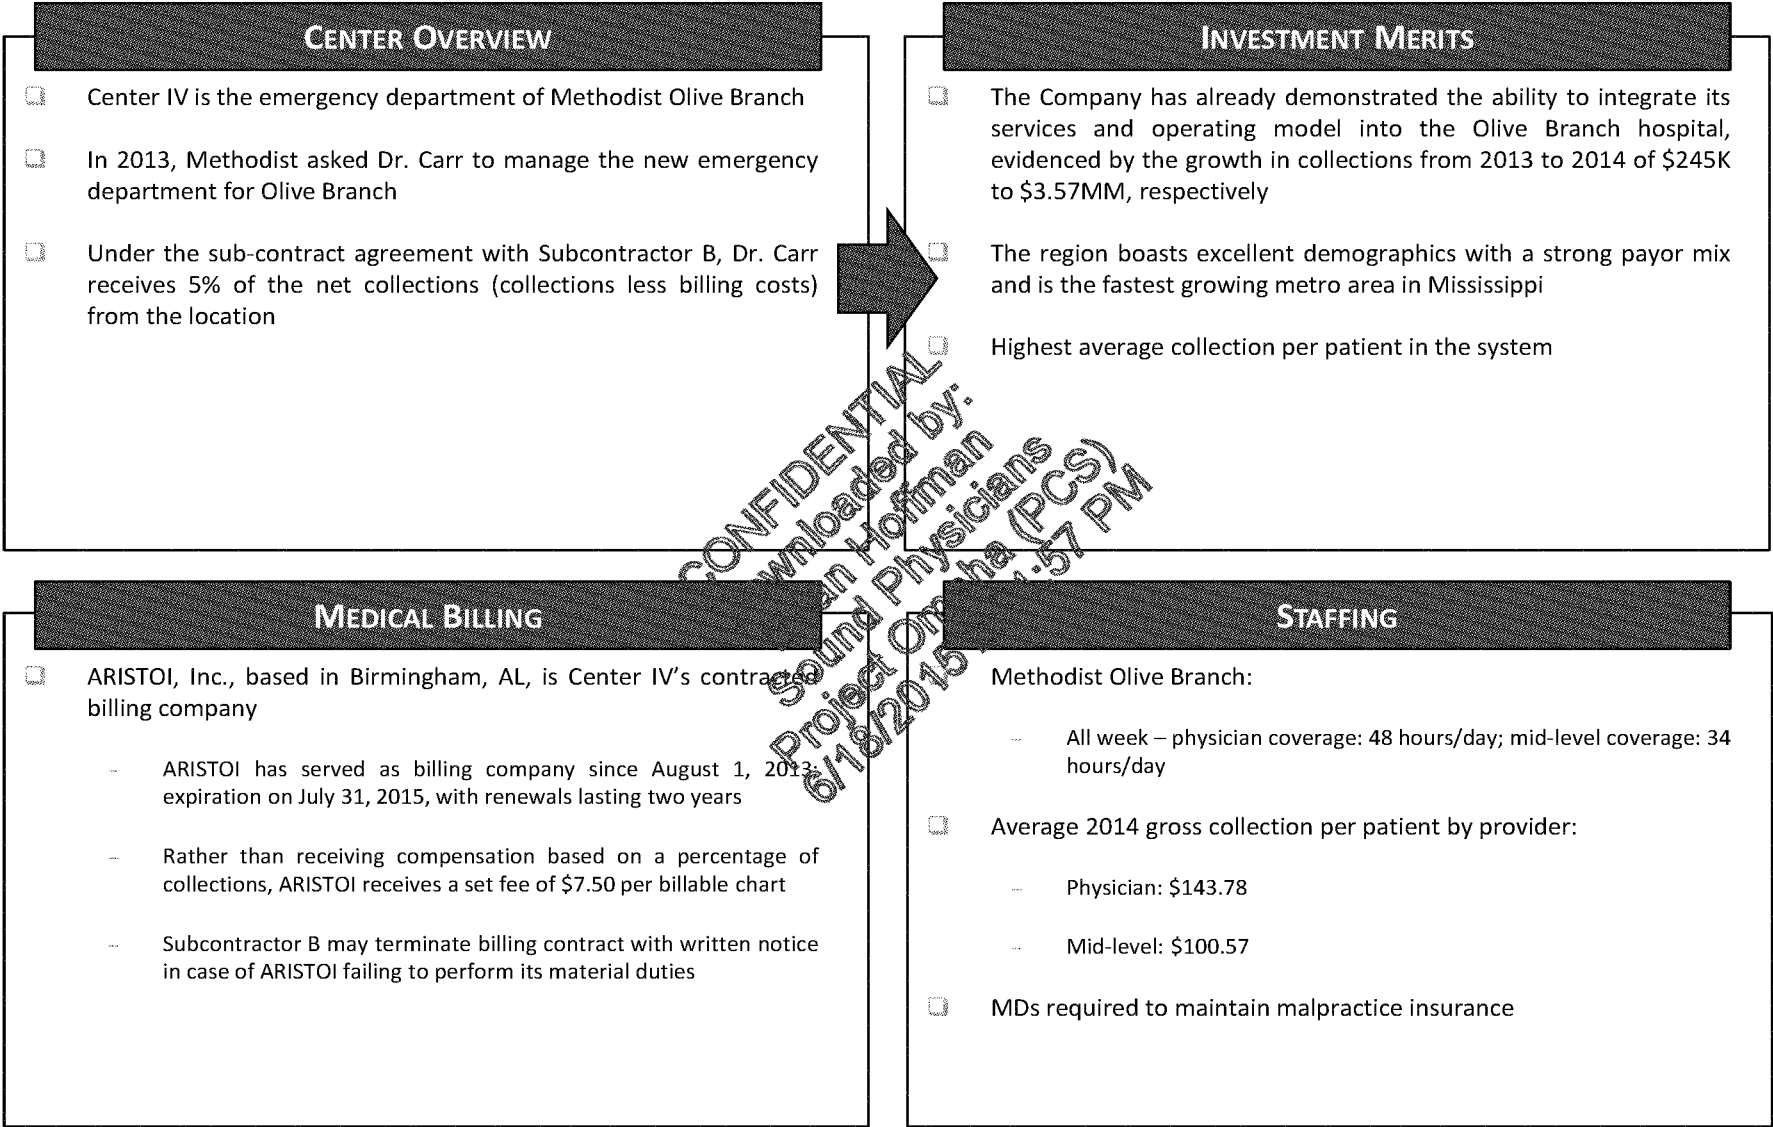 CENTER OVERVIEW
Center IV is the emergency department of Methodist Olive Branch
In 2013, Methodist asked Dr. Carr to manage the new emergency
department for Olive Branch
Under the sub-contract agreement with Subcontractor B, Dr. Carr
receives 5% of the net collections (collections less billing costs)
from the location
INVESTMENT MERITS
The Company has already demonstrated the ability to integrate its
services and operating model into the Olive Branch hospital,
evidenced by the growth in collections from 2013 to 2014 of $245K
to $3.57MM, respectively
The region boasts excellent demographics with a strong payor mix
and is the fastest growing metro area in Mississippi
Highest average collection per patient in the system
CONFIDENTIAL
by:
Hoffman
Sound Physicians
Project (PCS)
6/18/2015 PM
MEDICAL BILLING
ARISTOI, Inc., based in Birmingham, AL, is Center IV's contracted
billing company
– ARISTOI has served as billing company since August 1, 2013;
expiration on July 31, 2015, with renewals lasting two years
– Rather than receiving compensation based on a percentage of
collections, ARISTOI receives a set fee of $7.50 per billable chart
– Subcontractor B may terminate billing contract with written notice
in case of ARISTOI failing to perform its material duties
STAFFING
Methodist Olive Branch:
– All week – physician coverage: 48 hours/day; mid-level coverage: 34
hours/day
Average 2014 gross collection per patient by provider:
– Physician: $143.78
– Mid-level: $100.57
MDs required to maintain malpractice insurance